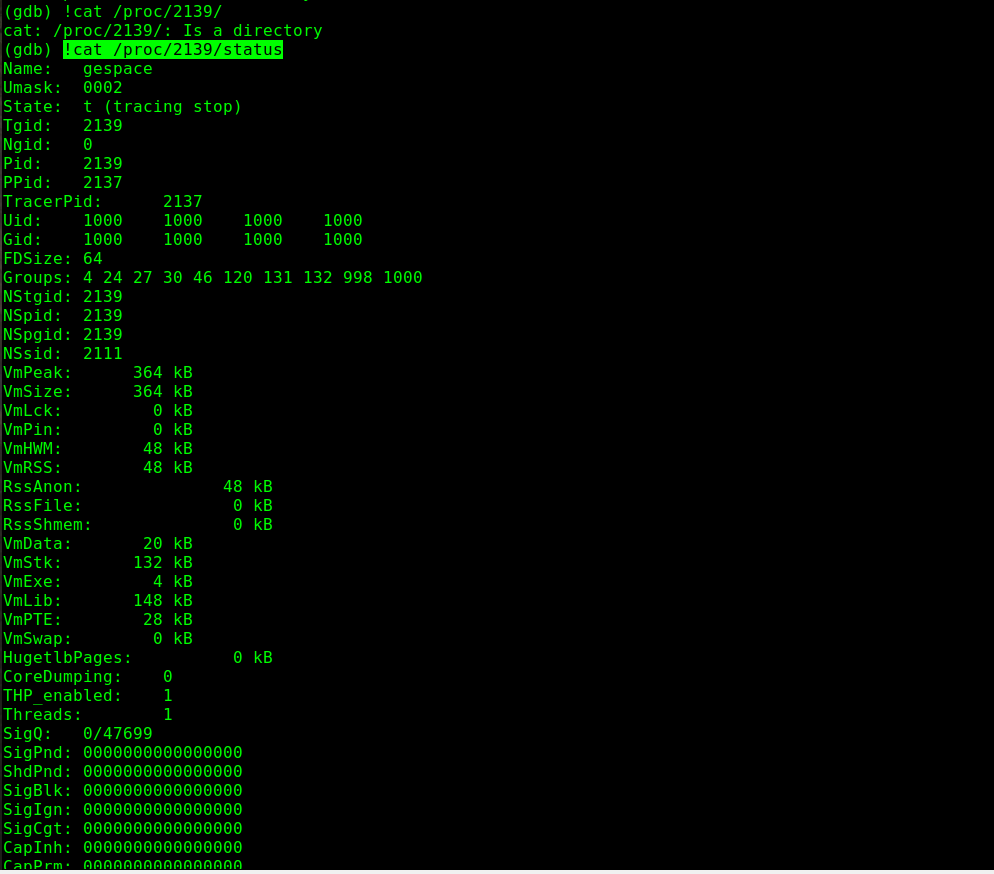 (gdb) !cat /proc/2139/
cat: /proc/2139/: Is a directory
(gdb) !cat /proc/2139/status
Name:   gespace
Umask:  0002
State:  t (tracing stop)
Tgid:   2139
Ngid:   0
Pid:    2139
PPid:   2137
TracerPid:      2137
Uid:    1000    1000    1000    1000
Gid:    1000    1000    1000    1000
FDSize: 64
Groups: 4 24 27 30 46 120 131 132 998 1000
NStgid: 2139
NSpid:  2139
NSpgid: 2139
NSsid:  2111
VmPeak:      364 kB
VmSize:      364 kB
VmLck:         0 kB
VmPin:         0 kB
VmHWM:        48 kB
VmRSS:        48 kB
RssAnon:              48 kB
RssFile:               0 kB
RssShmem:              0 kB
VmData:       20 kB
VmStk:       132 kB
VmExe:         4 kB
VmLib:       148 kB
VmPTE:        28 kB
VmSwap:        0 kB
HugetlbPages:          0 kB
CoreDumping:    0
THP_enabled:    1
Threads:        1
SigQ:   0/47699
SigPnd: 0000000000000000
ShdPnd: 0000000000000000
SigBlk: 0000000000000000
SigIgn: 0000000000000000
SigCgt: 0000000000000000
CapInh: 0000000000000000
CapPrm: 0000000000000000